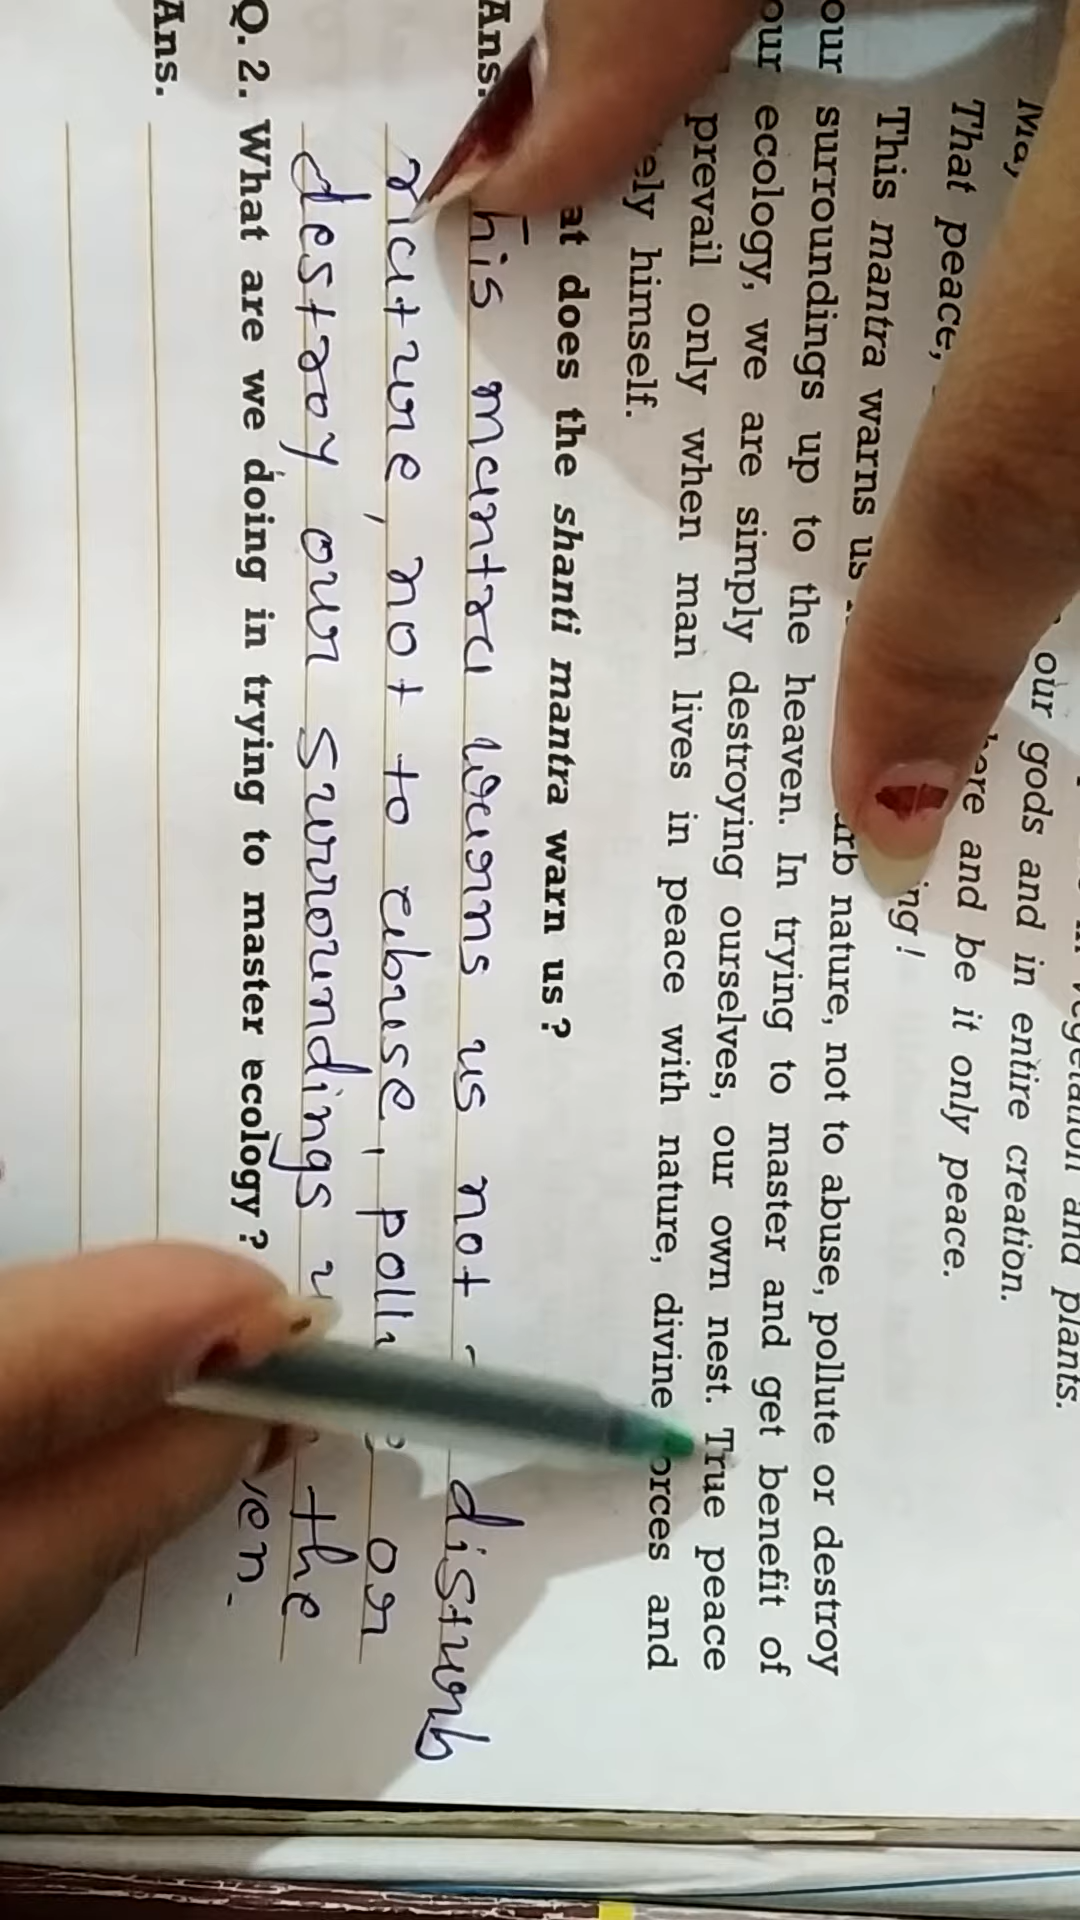 vegetation and plants.
our gods and in entire creation.
That peace, and be it only peace.
This mantra warns us nature, not to abuse, pollute or destroy
our surroundings up to the heaven. In trying to master and get benefit of
our ecology, we are simply destroying ourselves, our own nest. True peace
prevail only when man lives in peace with nature, divine and
himself.
does the shanti mantra warn us ?
Ans. mantra warns us not disturb
nature, not to abuse, or
destroy our surroundings the
Q. 2. What are we doing in trying to master ecology ?
Ans.